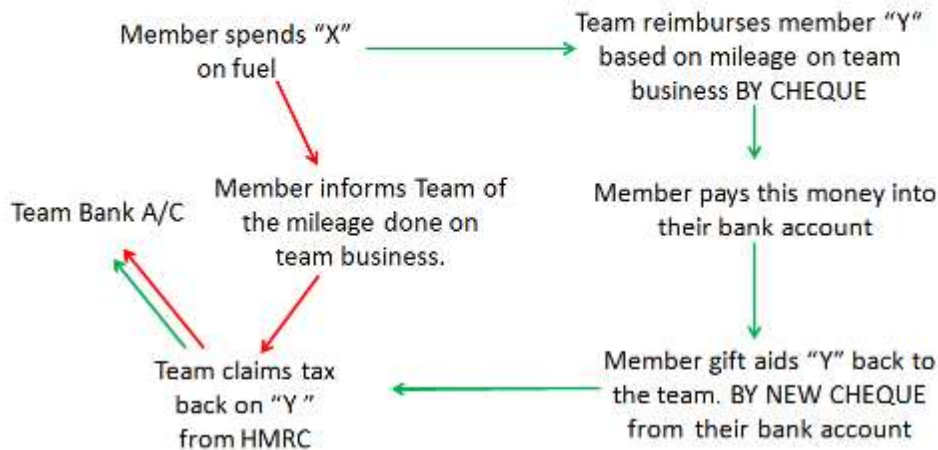 Member spends “X”
on fuel
Team reimburses member “Y”
based on mileage on team
business BY CHEQUE
Member informs Team of
the mileage done on
team business.
Team Bank A/C
Member pays this money into
their bank account
Team claims tax
back on “Y ”
from HMRC
Member gift aids “Y” back to
the team. BY NEW CHEQUE
from their bank account